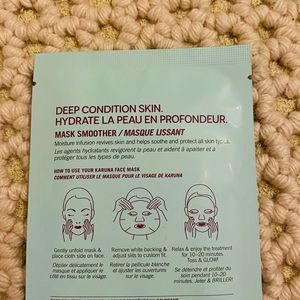 DEEP CONDITION SKIN.
HYDRATE LA PEAU EN PROFONDEUR.
MASK SMOOTHER / MASQUE LISSANT
Moisture infusion revives skin and helps soothe and protect all skin types.
Les agents hydratants revigorent la peau et aident à apaiser et à
protéger tous les types de peau.
HOW TO USE YOUR KARUNA FACE MASK
COMMENT UTILISER LE MASQUE POUR LE VISAGE DE KARUNA
Gently unfold mask &
place cloth side on face.
Déplier délicatement le
masque et appliquer le
côté en tissu sur le
visage.
Remove white backing &
adjust slits to custom fit.
Retirer la pellicule blanche
et ajuster les ouvertures
sur le visage.
Relax & enjoy the treatment
for 10–20 minutes.
Toss & GLOW!
Se détendre et profiter du
soin pendant 10–20
minutes. Jeter & BRILLER!